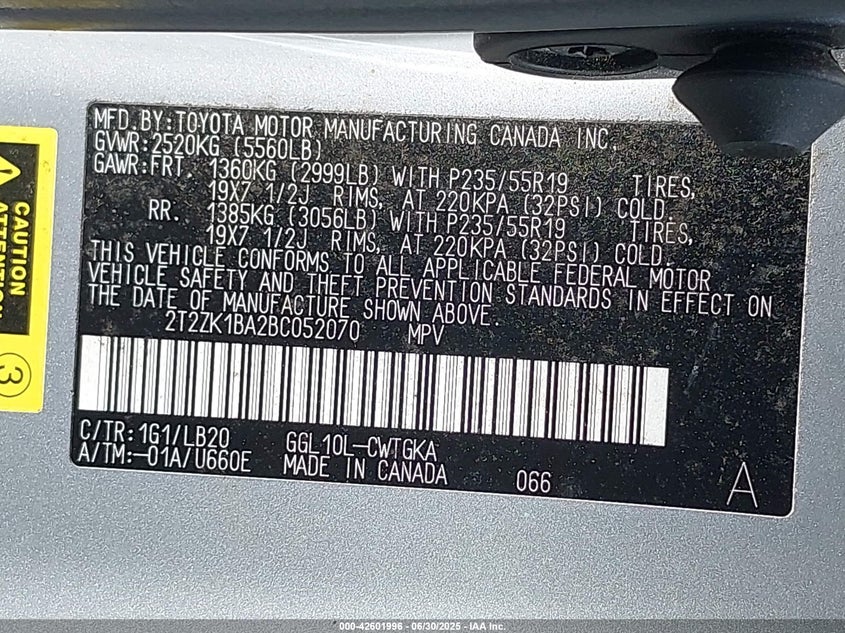 MFD.BY:TOYOTA MOTOR MANUFACTURING CANADA INC.
GVWR:2520KG (5560LB)
GAWR:FRT. 1360KG (2999LB) WITH P235/55R19 TIRES,
19X7 1/2J RIMS, AT 220KPA (32PSI) COLD.
RR. 1385KG (3056LB) WITH P235/55R19 TIRES,
19X7 1/2J RIMS, AT 220KPA (32PSI) COLD.
THIS VEHICLE CONFORMS TO ALL APPLICABLE FEDERAL MOTOR
VEHICLE SAFETY AND THEFT PREVENTION STANDARDS IN EFFECT ON
THE DATE OF MANUFACTURE SHOWN ABOVE.
2T2ZK1BA2BC052070 MPV
C/TR:1G1/LB20 GGL10L-CWTGKA
A/TM:-01A/U660E MADE IN CANADA 066
A
CAUTION
ATTENTION
3
000-42601996 - 06/30/2025 - IAA Inc.